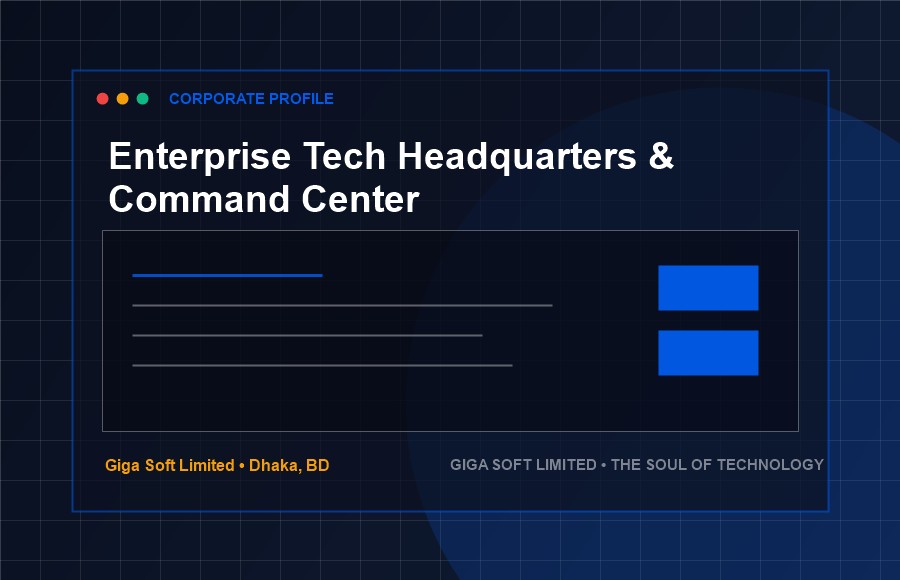 CORPORATE PROFILE
Enterprise Tech Headquarters &
Command Center
Giga Soft Limited • Dhaka, BD
GIGA SOFT LIMITED • THE SOUL OF TECHNOLOGY